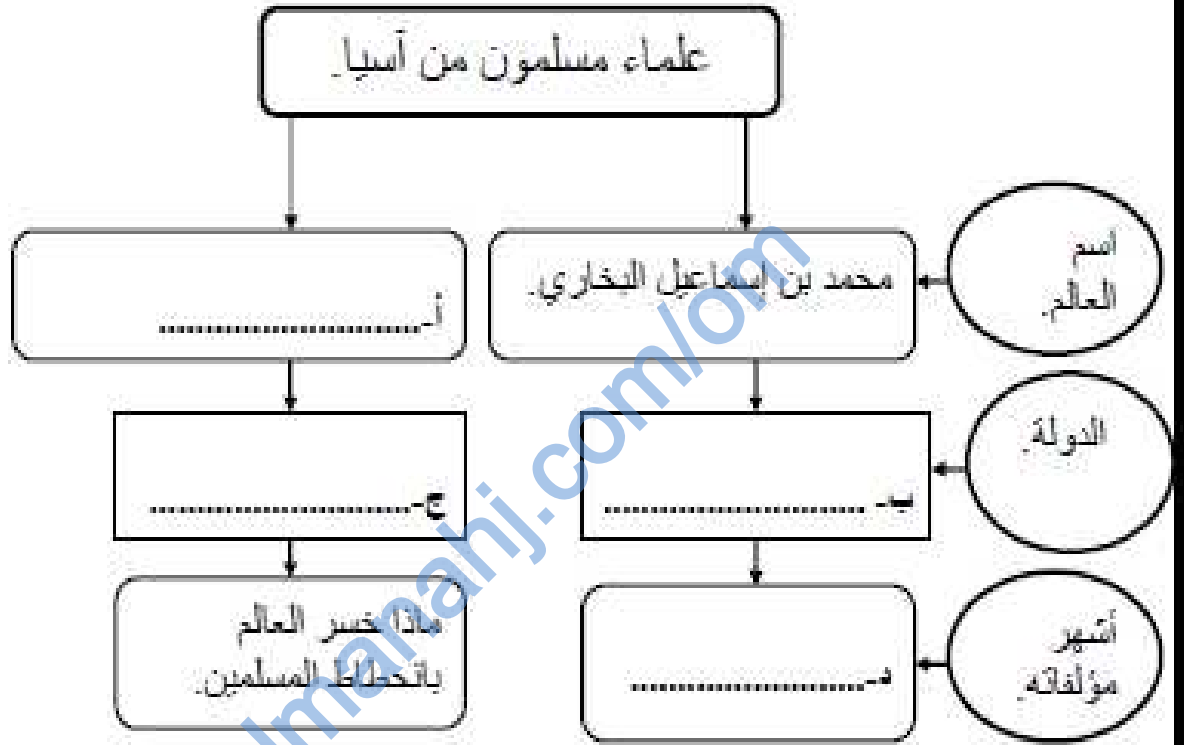 علماء مسلمون من آسيا.
اسم
العالم.
محمد بن إسماعيل البخاري.
أ-........................
الدولة.
ب- ........................
ج-........................
أشهر
مؤلفاته.
د-........................
ماذا خسر العالم
بانحطاط المسلمين.
almanahj.com/om